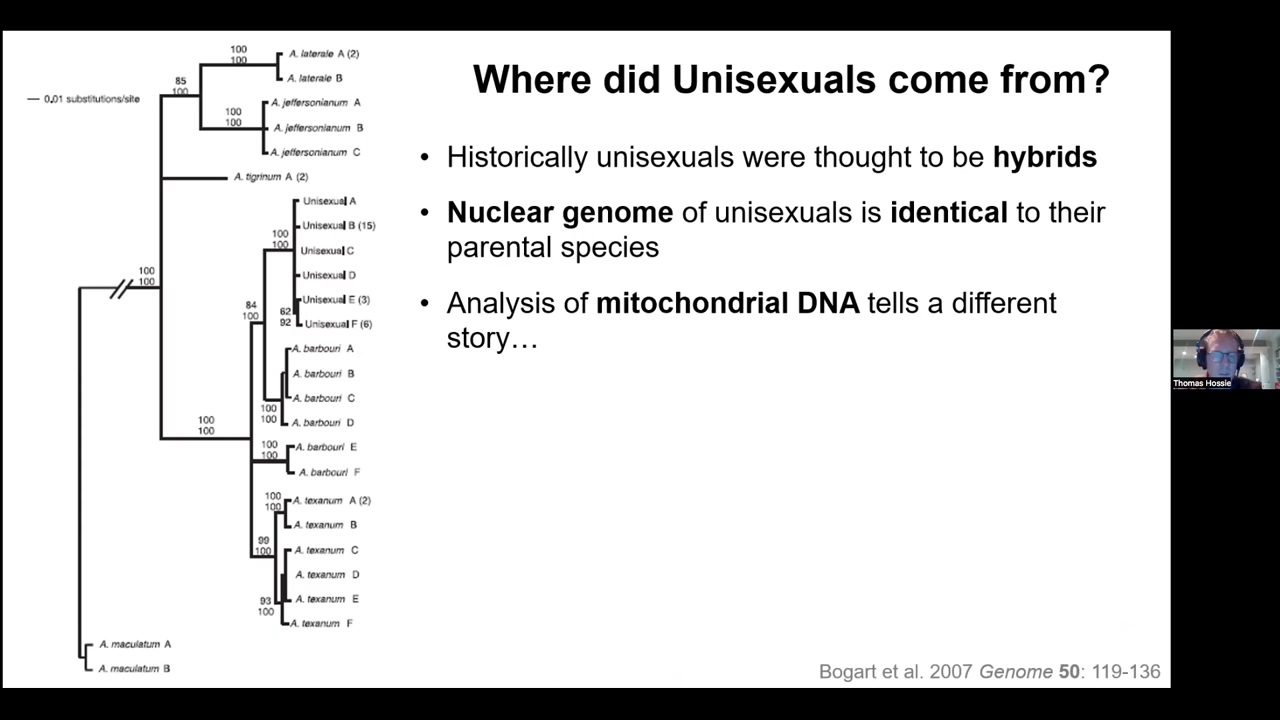 100
100
A. laterale A (2)
A. laterale B
85
100
0.01 substitutions/site
A. jeffersonianum A
100
100
A. jeffersonianum B
A. jeffersonianum C
A. tigrinum A (2)
Unisexual A
Unisexual B (15)
100
100
Unisexual C
100
100
Unisexual D
Unisexual E (3)
84
100
62
92
Unisexual F (6)
A. barbouri A
A. barbouri B
A. barbouri C
100
100
A. barbouri D
100
100
A. barbouri E
100
100
A. barbouri F
100
100
A. texanum A (2)
A. texanum B
99
100
A. texanum C
A. texanum D
A. texanum E
93
100
A. texanum F
A. maculatum A
A. maculatum B
Where did Unisexuals come from?
• Historically unisexuals were thought to be hybrids
• Nuclear genome of unisexuals is identical to their
parental species
• Analysis of mitochondrial DNA tells a different
story…
Bogart et al. 2007 Genome 50: 119-136
Thomas Hossie